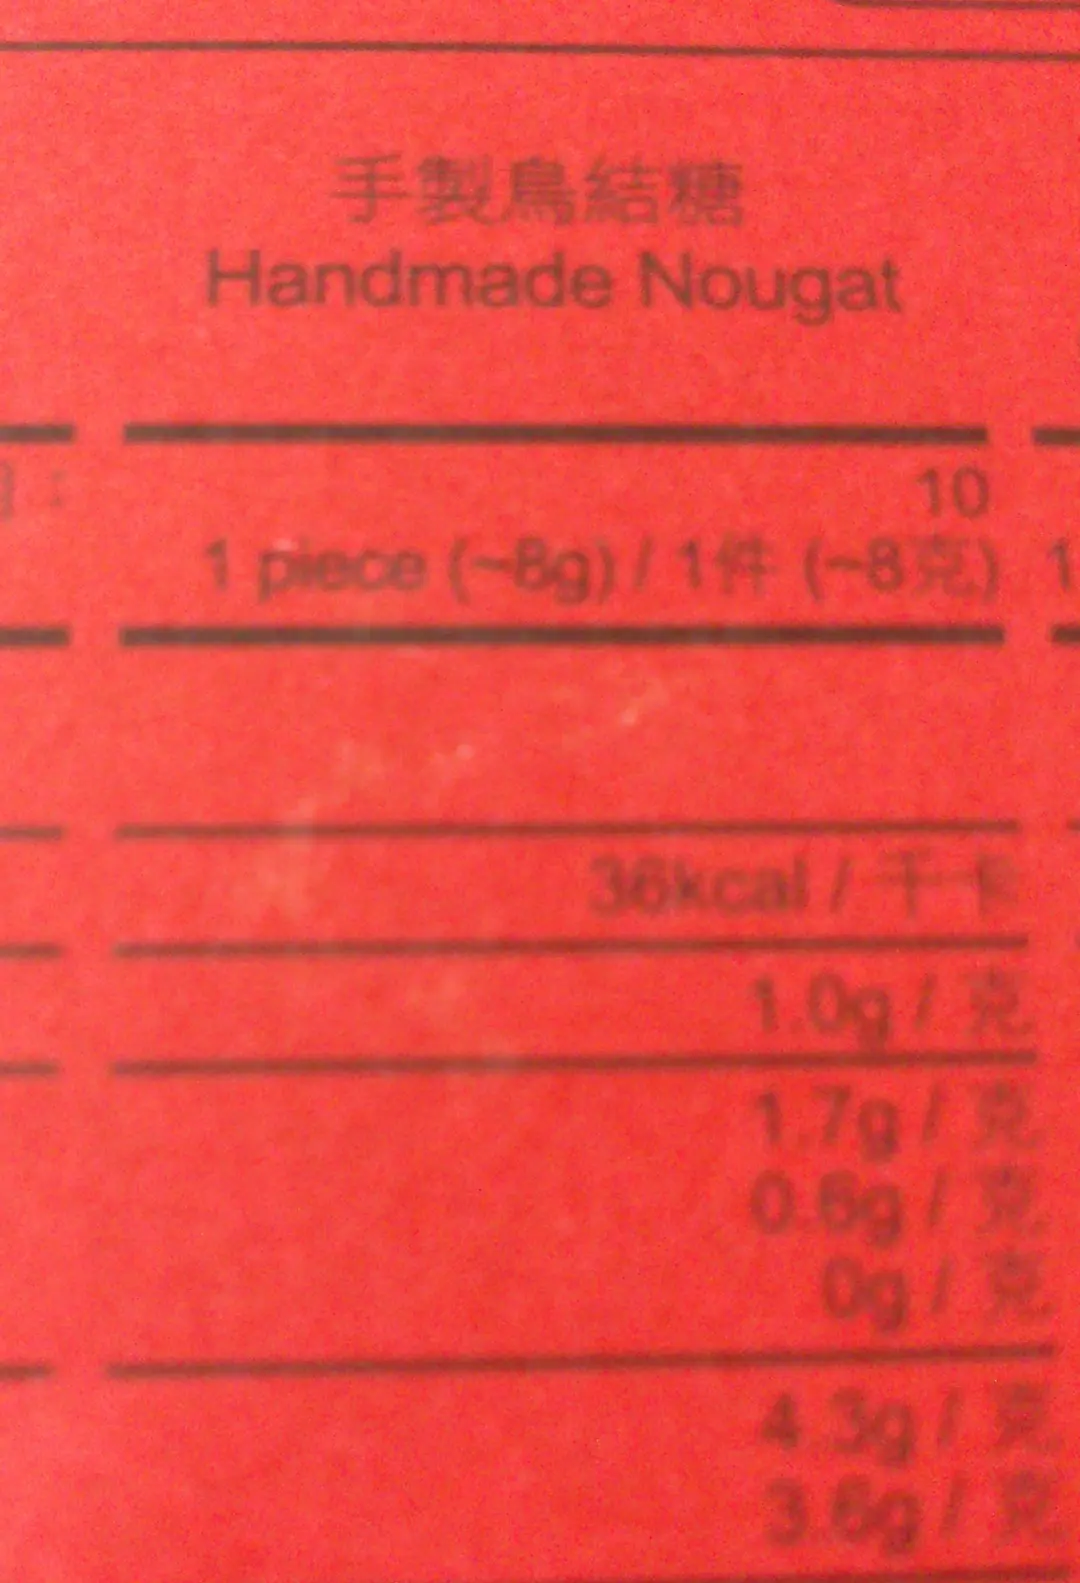 手製鳥結糖
Handmade Nougat
10
1 piece (~8g) / 1件 (~8克)
36kcal / 千卡
1.0g / 克
1.7g / 克
0.6g / 克
0g / 克
4.3g / 克
3.6g / 克